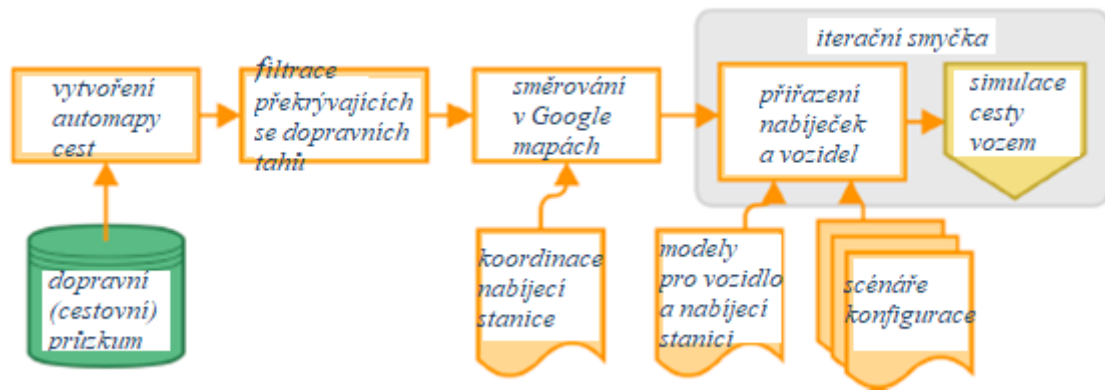 iterační smyčka
vytvoření
automapy
cest
filtrace
překrývajících
se dopravních
tahů
směrování
v Google
mapách
přiřazení
nabíječek
a vozidel
simulace
cesty
vozem
dopravní
(cestovní)
průzkum
koordinace
nabíjecí
stanice
modely
pro vozidlo
a nabíjecí
stanici
scénáře
konfigurace